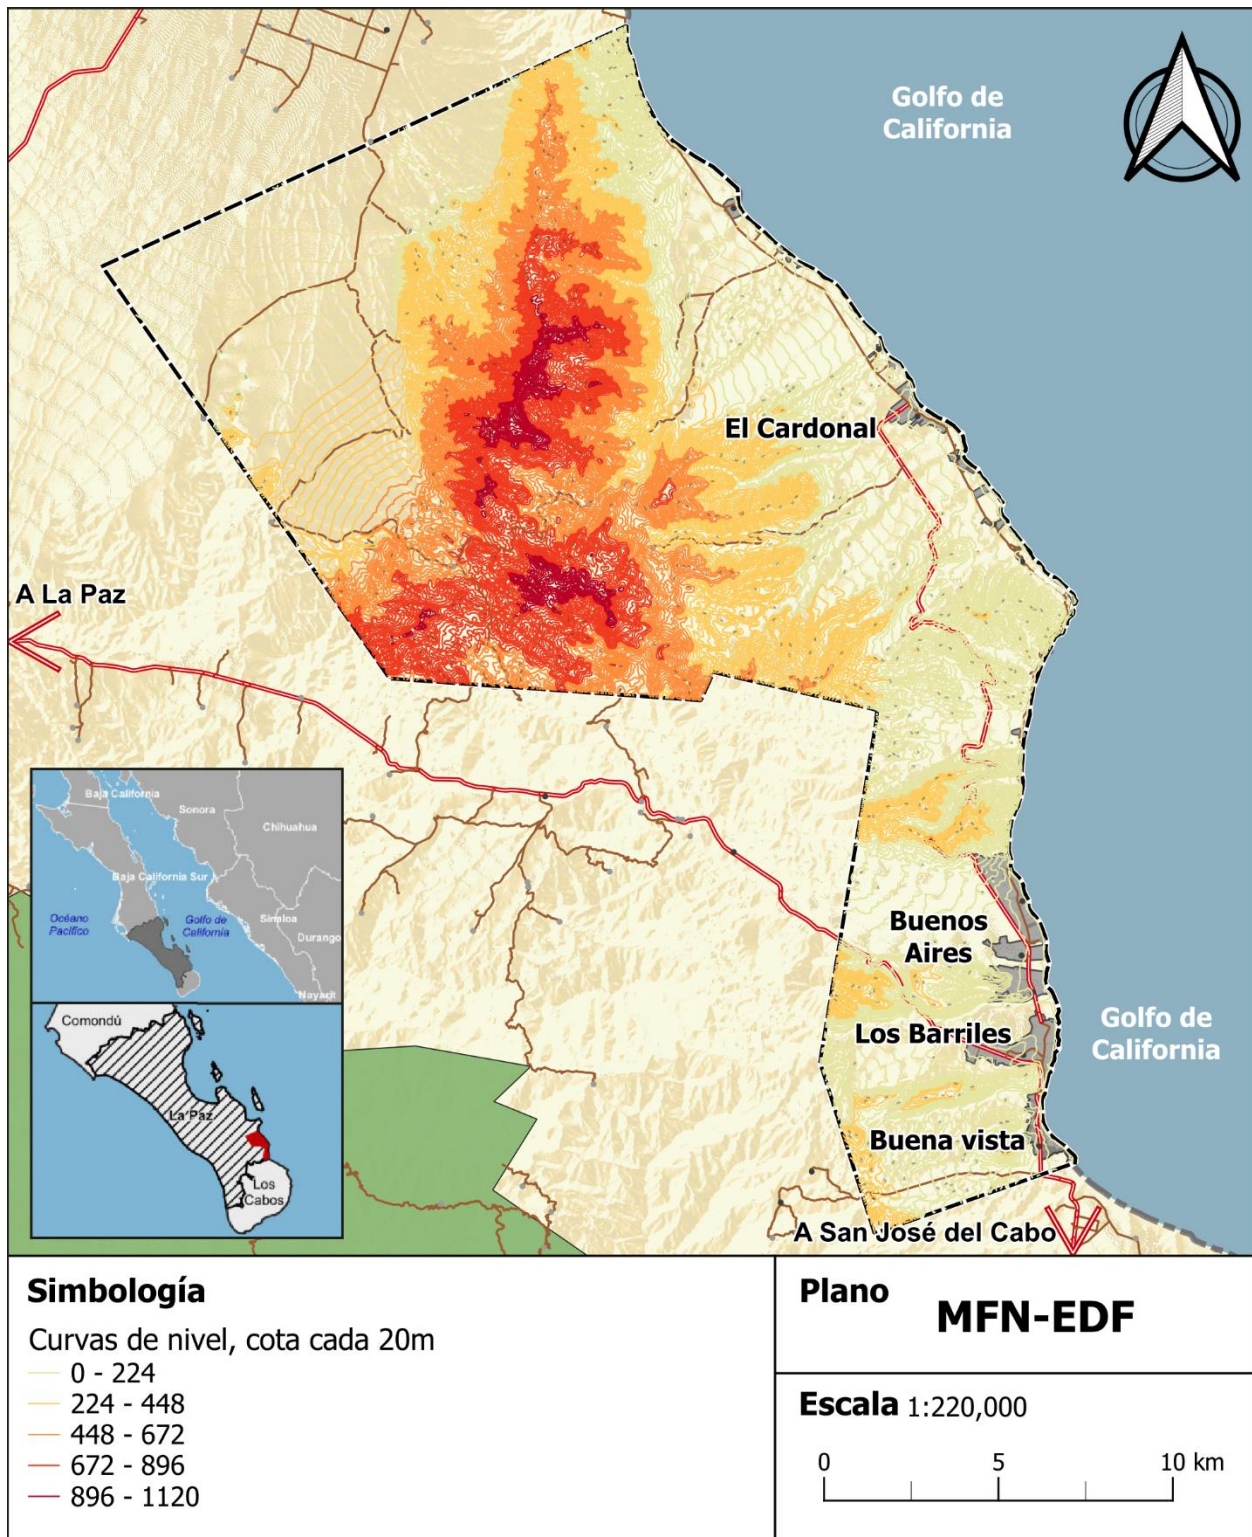 Golfo de
California
El Cardonal
A La Paz
Baja California
Sonora
Chihuahua
Baja California Sur
Océano
Pacífico
Golfo de
California
Sinaloa
Durango
Nayarit
Buenos
Aires
Golfo de
California
Los Barriles
Comondú
La Paz
Los
Cabos
Buena vista
A San José del Cabo
Simbología
Curvas de nivel, cota cada 20m
0 - 224
224 - 448
448 - 672
672 - 896
896 - 1120
Plano
MFN-EDF
Escala 1:220,000
0 5 10 km